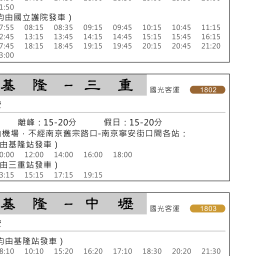 1:50
均由國立護院發車）
7:55 08:15 08:35 09:15 09:45 10:15 10:45 11:15
2:45 13:15 13:45 14:15 14:45 15:15 15:45 16:15
7:45 18:15 18:45 19:15 19:45 20:15 20:45 21:20
3:00
基隆－三重 國光客運 1802
離峰：15-20分 假日：15-20分
機場，不經南京舊宗路口-南京寧安街口間各站：
由基隆站發車）
0:00 12:00 14:00 16:00 18:00
由三重站發車）
3:15 15:15 17:15 19:15
基隆－中壢 國光客運 1803
均由基隆站發車）
8:10 10:10 15:20 16:20 17:10 18:30 20:20 21:30